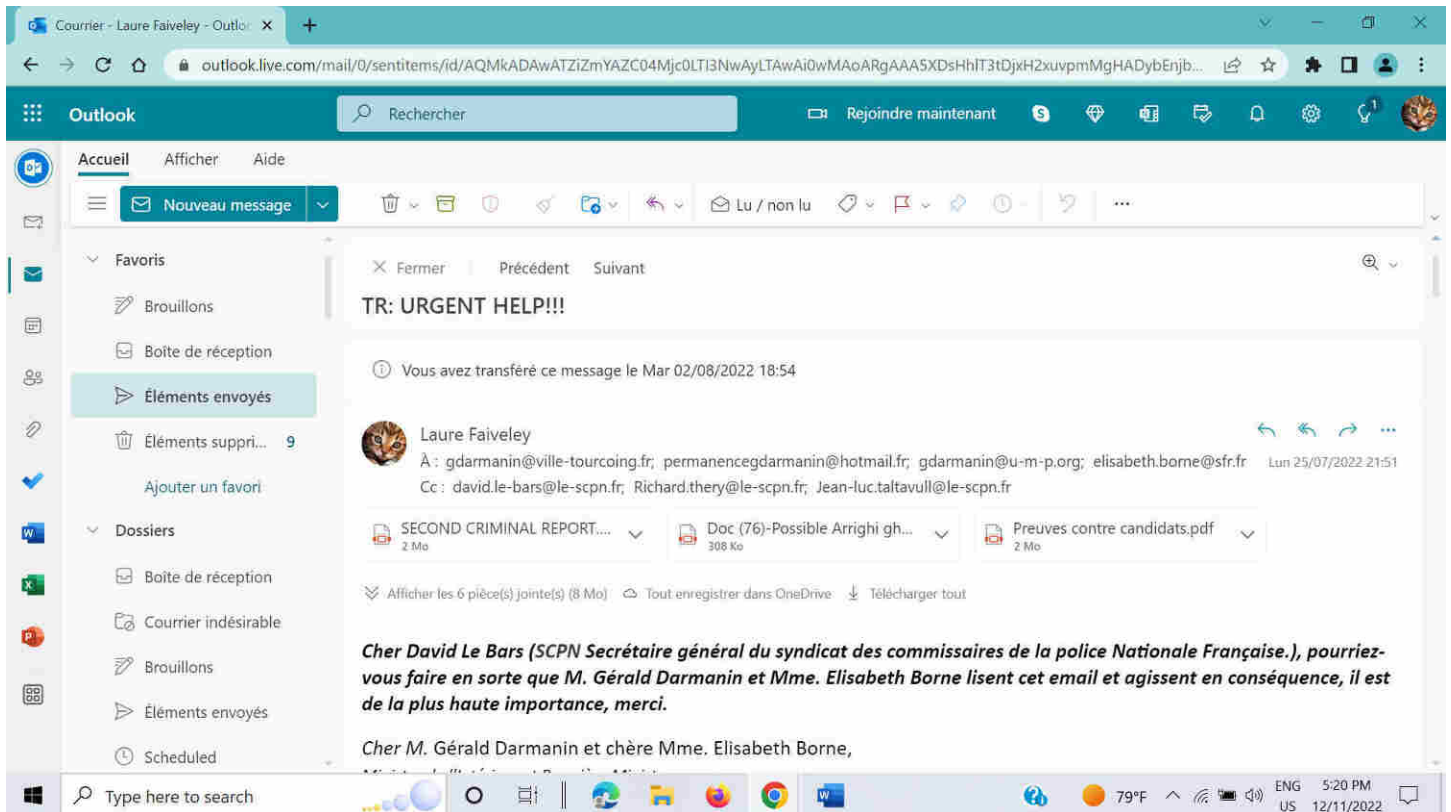 Courrier - Laure Faiveley - Outlo
outlook.live.com/mail/0/sentitems/id/AQMkADAwATZiZmYAZC04Mjc0LTI3NwAyLTAwAi0wMAoARgAAA5XDsHhlT3tDjxH2xuvpmMgHADybEnjb...
Outlook
Rechercher
Rejoindre maintenant
1
Accueil Afficher Aide
Nouveau message
Lu / non lu
Favoris
Brouillons
Boîte de réception
Éléments envoyés
Éléments suppri... 9
Ajouter un favori
Dossiers
Boîte de réception
Courrier indésirable
Brouillons
Éléments envoyés
Scheduled
Fermer Précédent Suivant
TR: URGENT HELP!!!
Vous avez transféré ce message le Mar 02/08/2022 18:54
Laure Faiveley
À : gdarmanin@ville-tourcoing.fr; permanencegdarmanin@hotmail.fr; gdarmanin@u-m-p.org; elisabeth.borne@sfr.fr Lun 25/07/2022 21:51
Cc : david.le-bars@le-scpn.fr; Richard.thery@le-scpn.fr; Jean-luc.taltavull@le-scpn.fr
SECOND CRIMINAL REPORT....
2 Mo
Doc (76)-Possible Arrighi gh...
308 Ko
Preuves contre candidats.pdf
2 Mo
Afficher les 6 pièce(s) jointe(s) (8 Mo) Tout enregistrer dans OneDrive Télécharger tout
Cher David Le Bars (SCPN Secrétaire général du syndicat des commissaires de la police Nationale Française.), pourriez-
vous faire en sorte que M. Gérald Darmanin et Mme. Elisabeth Borne lisent cet email et agissent en conséquence, il est
de la plus haute importance, merci.
Cher M. Gérald Darmanin et chère Mme. Elisabeth Borne,
Type here to search
79°F
ENG
US
5:20 PM
12/11/2022